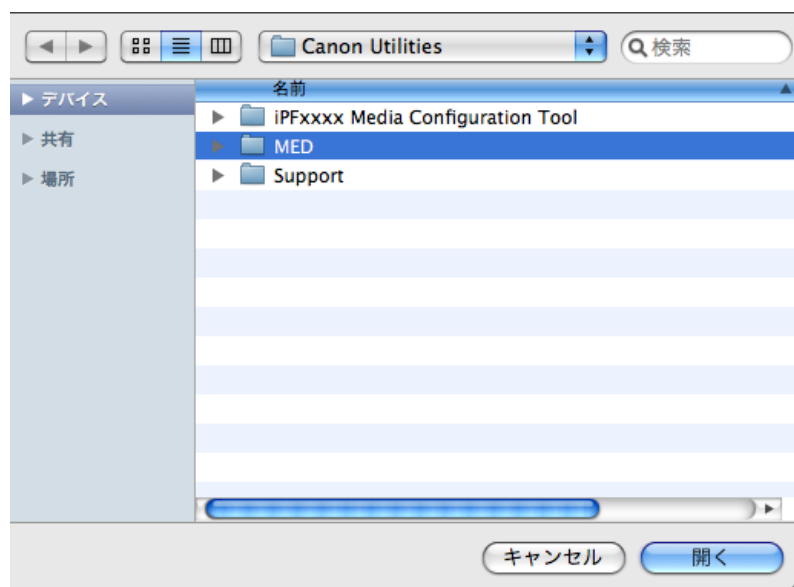 Canon Utilities
検索
名前
デバイス
共有
場所
iPFxxxx Media Configuration Tool
MED
Support
キャンセル
開く